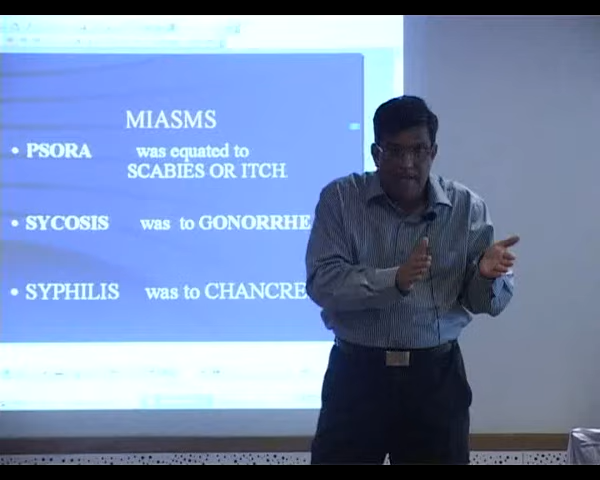 MIASMS
• PSORA was equated to
SCABIES OR ITCH
• SYCOSIS was to GONORRHE
• SYPHILIS was to CHANCRE